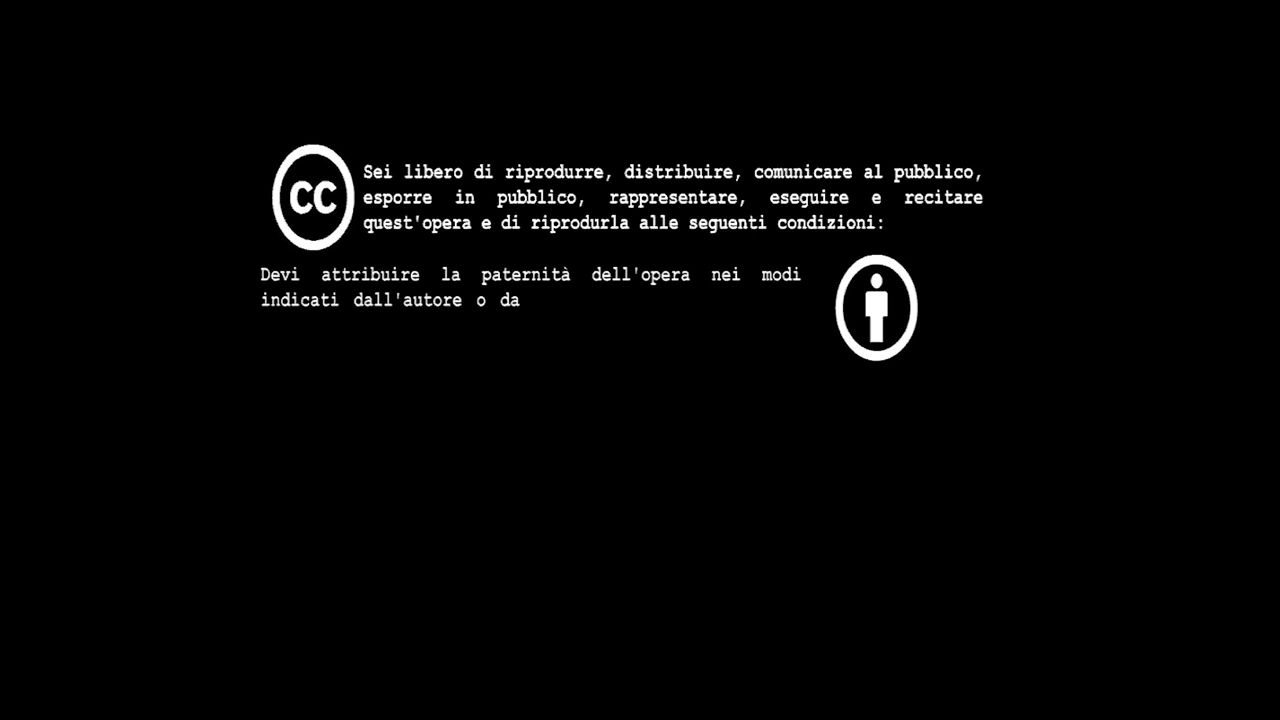 CC
Sei libero di riprodurre, distribuire, comunicare al pubblico,
esporre in pubblico, rappresentare, eseguire e recitare
quest'opera e di riprodurla alle seguenti condizioni:
Devi attribuire la paternità dell'opera nei modi
indicati dall'autore o da